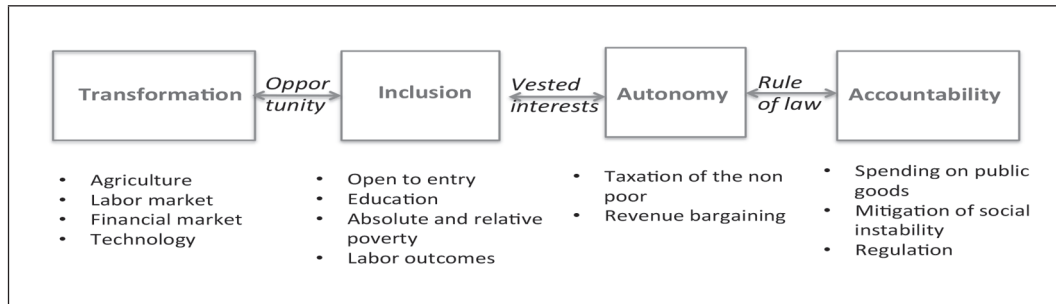 Transformation
Oppor
tunity
Inclusion
Vested
interests
Autonomy
Rule
of law
Accountability
• Agriculture
• Labor market
• Financial market
• Technology
• Open to entry
• Education
• Absolute and relative
poverty
• Labor outcomes
• Taxation of the non
poor
• Revenue bargaining
• Spending on public
goods
• Mitigation of social
instability
• Regulation